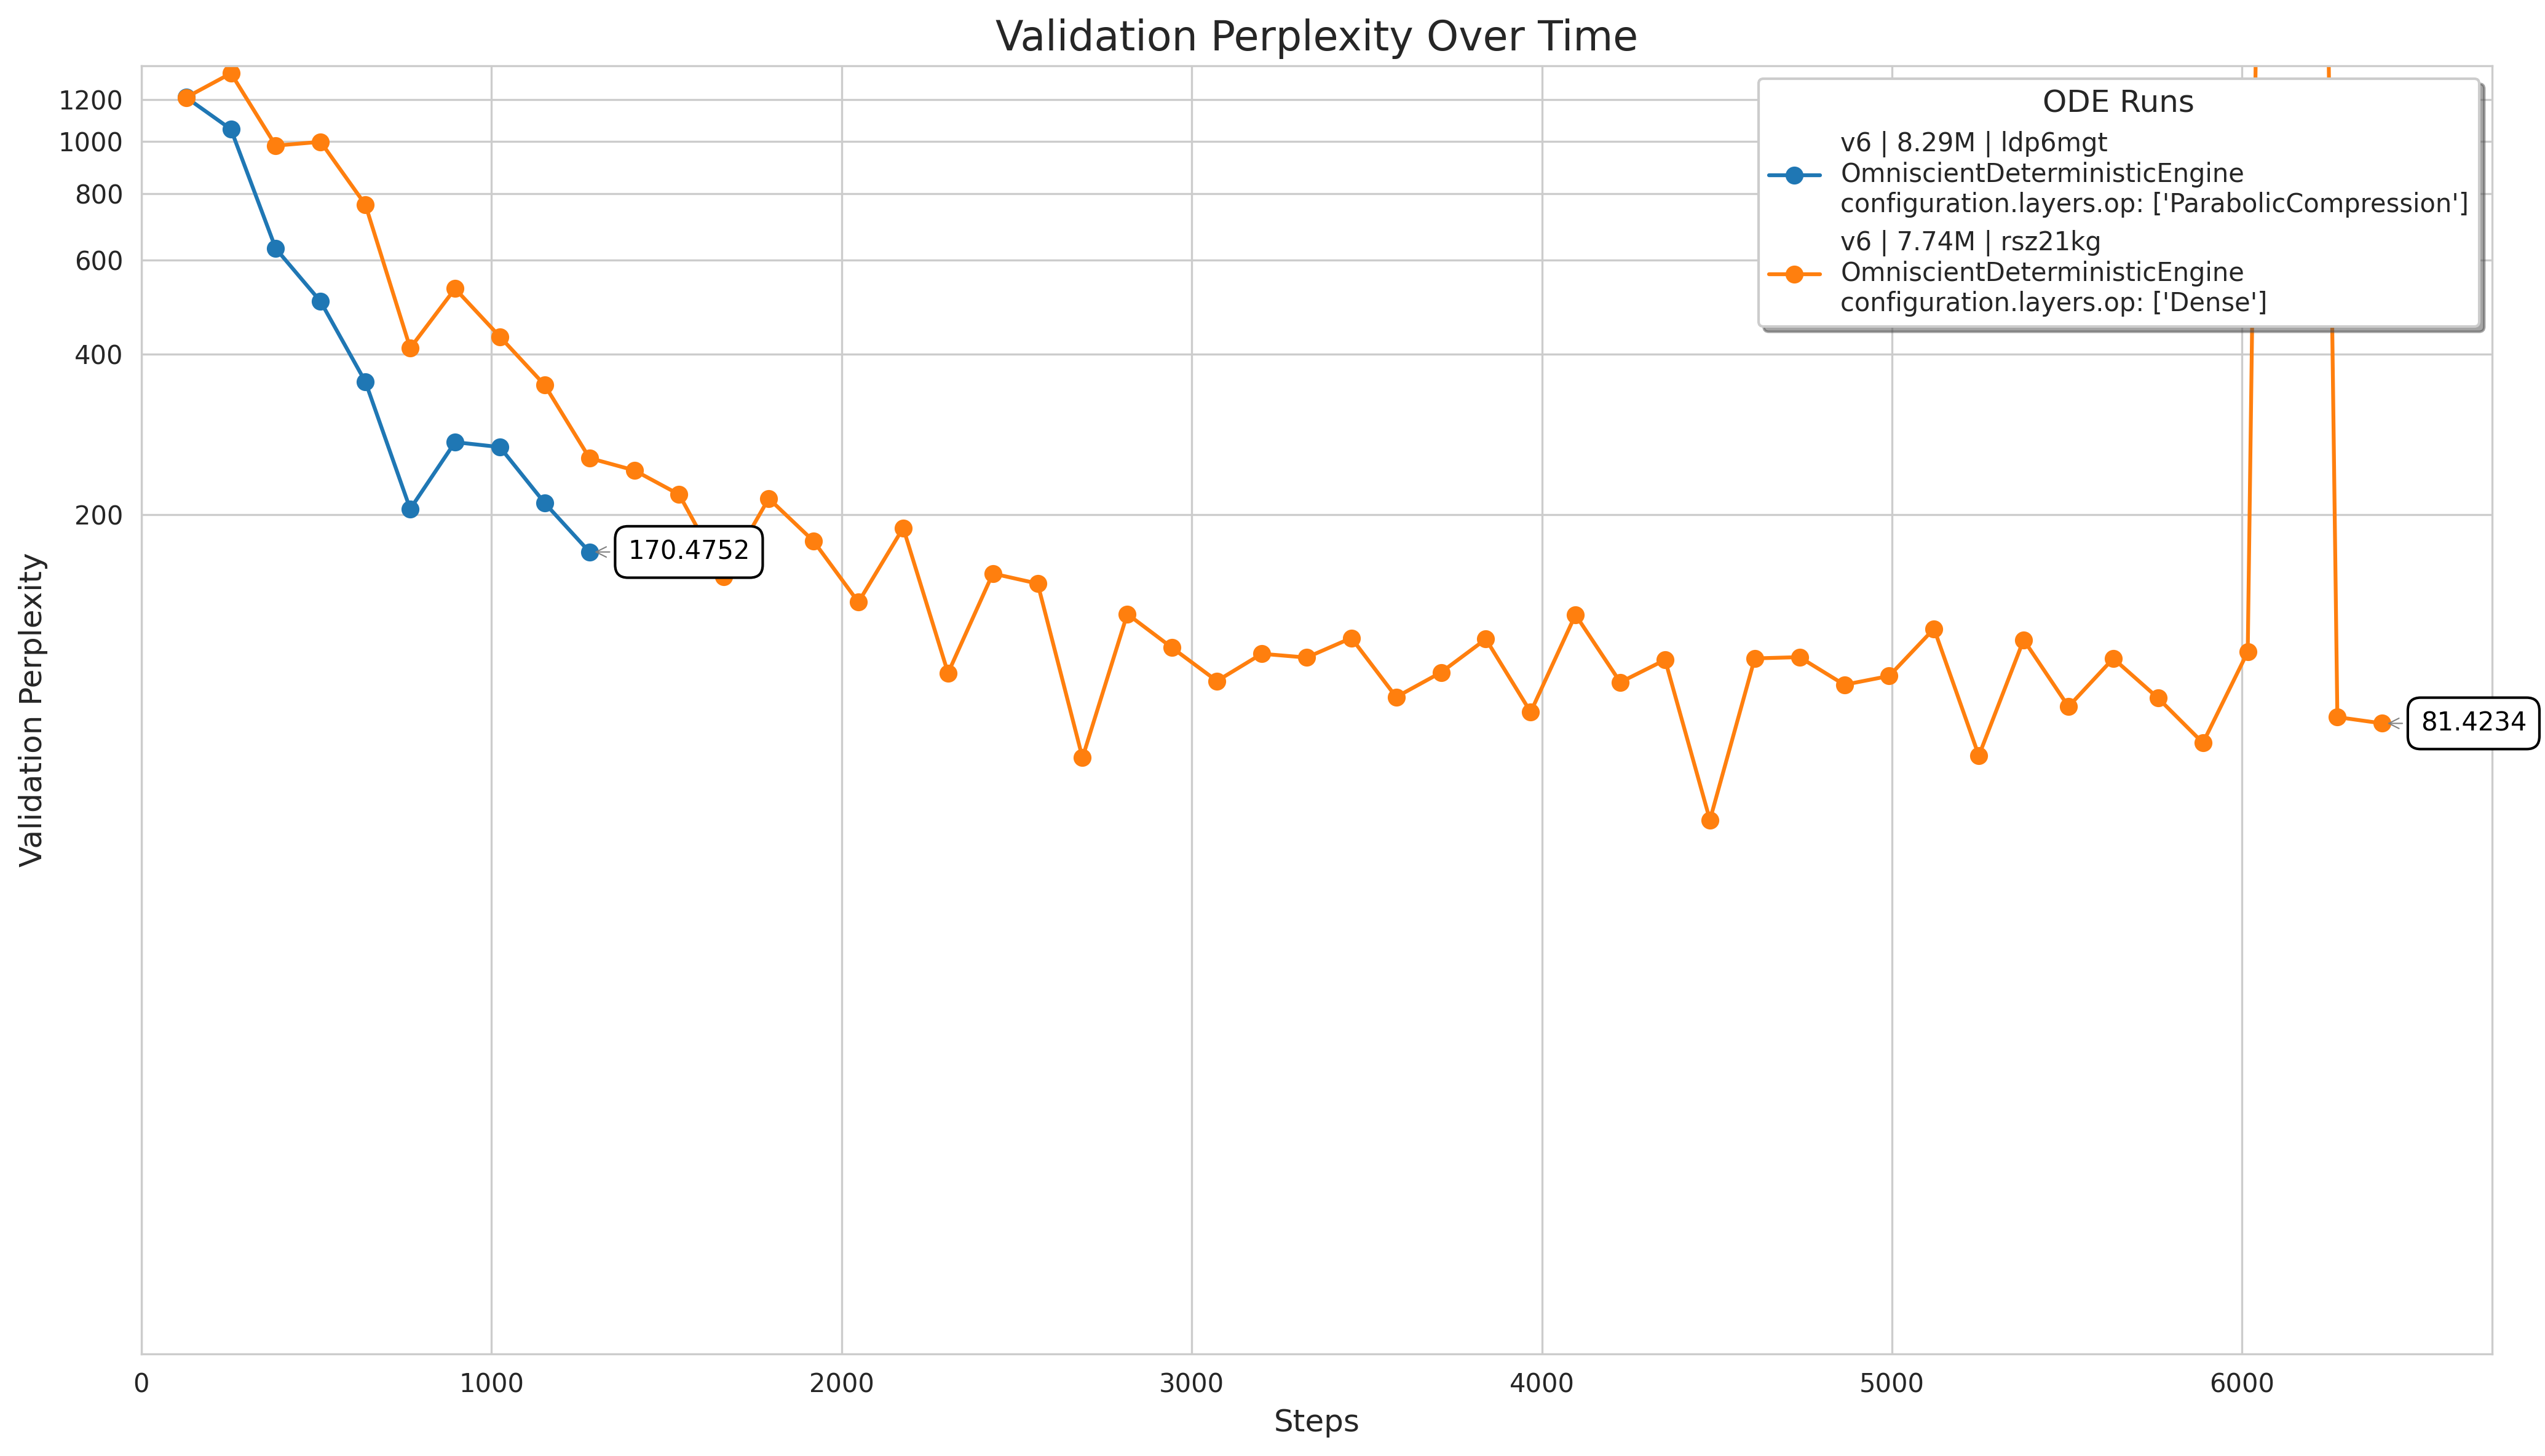 Validation Perplexity Over Time
Validation Perplexity
1200
1000
800
600
400
200
ODE Runs
v6 | 8.29M | ldp6mgt
OmniscientDeterministicEngine
configuration.layers.op: ['ParabolicCompression']
v6 | 7.74M | rsz21kg
OmniscientDeterministicEngine
configuration.layers.op: ['Dense']
170.4752
81.4234
0 1000 2000 3000 4000 5000 6000
Steps